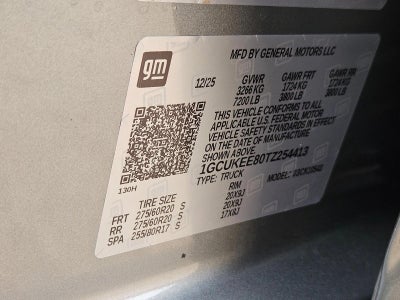 gm
MFD BY GENERAL MOTORS LLC
12/25 GVWR GAWR FRT GAWR RR
3266 KG 1724 KG 1724 KG
7200 LB 3800 LB 3800 LB
THIS VEHICLE CONFORMS TO ALL
APPLICABLE U.S. FEDERAL MOTOR
VEHICLE SAFETY STANDARDS IN EFFECT
ON THE DATE OF MANUFACTURE
1GCUKEE80TZ254413
130H TYPE: TRUCK MODEL:
TIRE SIZE RIM
FRT 275/60R20 S 20X9J
RR 275/60R20 S 20X9J
SPA 255/80R17 S 17X8J